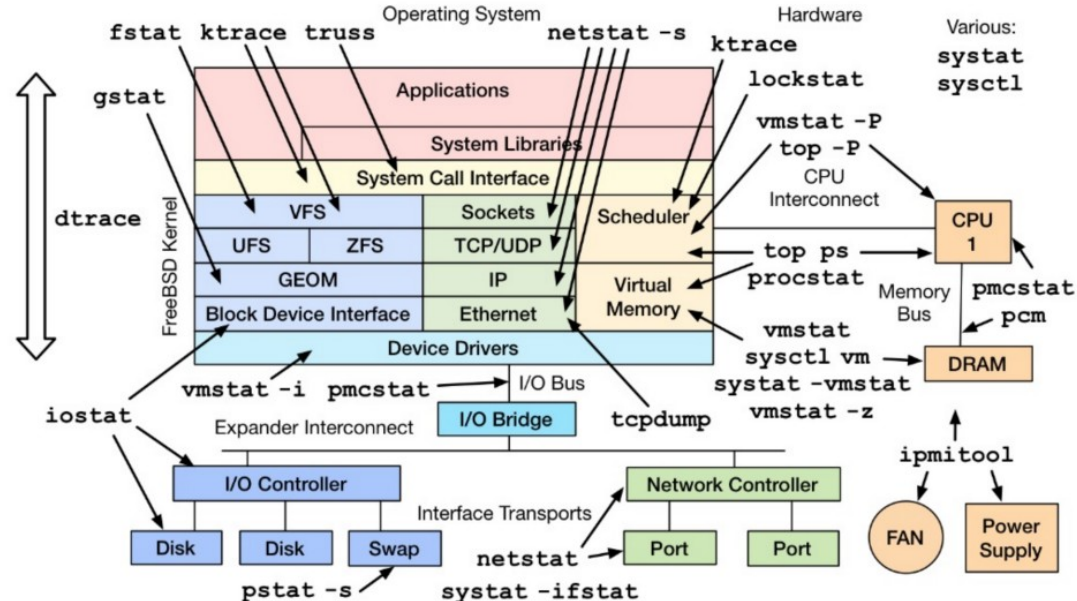 Operating System
Hardware
Various:
systat
sysctl
fstat
ktrace
truss
netstat -s
ktrace
lockstat
gstat
vmstat -P
top -P
CPU
Interconnect
dtrace
FreeBSD Kernel
Applications
System Libraries
System Call Interface
VFS
Sockets
Scheduler
UFS
ZFS
TCP/UDP
GEOM
IP
Virtual
Memory
Block Device Interface
Ethernet
Device Drivers
CPU
1
top ps
procstat
Memory
Bus
pmcstat
pcm
vmstat
sysctl vm
systat -vmstat
vmstat -z
DRAM
vmstat -i
pmcstat
I/O Bus
iostat
Expander Interconnect
I/O Bridge
tcpdump
ipmitool
I/O Controller
Network Controller
Interface Transports
Disk
Disk
Swap
netstat
Port
Port
FAN
Power
Supply
pstat -s
systat -ifstat